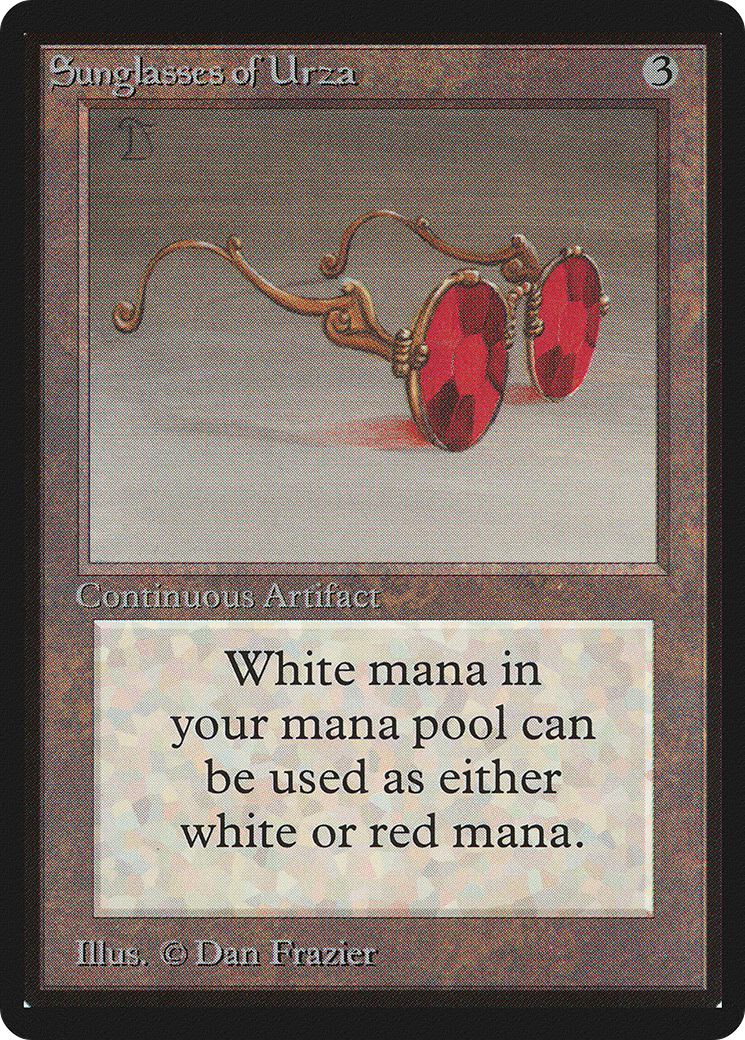 Sunglasses of Urza 3
DF
Continuous Artifact
White mana in
your mana pool can
be used as either
white or red mana.
Illus. © Dan Frazier